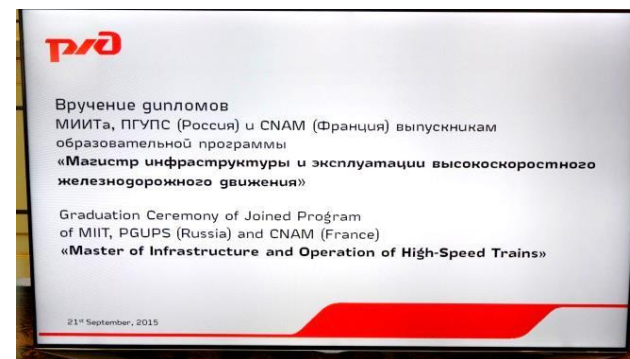 ржд
Вручение дипломов
МИИТа, ПГУПС (Россия) и CNAM (Франция) выпускникам
образовательной программы
«Магистр инфраструктуры и эксплуатации высокоскоростного
железнодорожного движения»
Graduation Ceremony of Joined Program
of MIIT, PGUPS (Russia) and CNAM (France)
«Master of Infrastructure and Operation of High-Speed Trains»
21st September, 2015